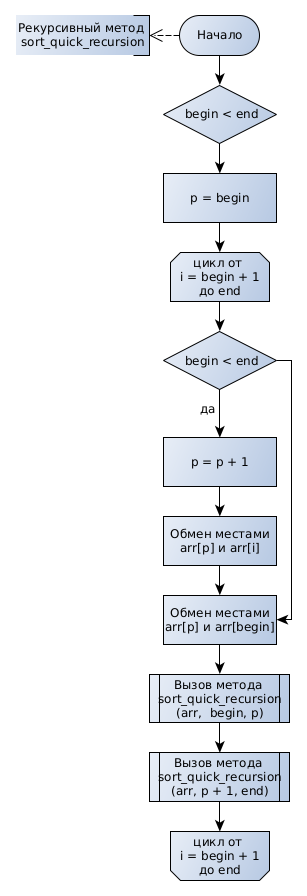 Рекурсивный метод
sort_quick_recursion
Начало
begin < end
p = begin
цикл от
i = begin + 1
до end
begin < end
да
p = p + 1
Обмен местами
arr[p] и arr[i]
Обмен местами
arr[p] и arr[begin]
Вызов метода
sort_quick_recursion
(arr, begin, p)
Вызов метода
sort_quick_recursion
(arr, p + 1, end)
цикл от
i = begin + 1
до end